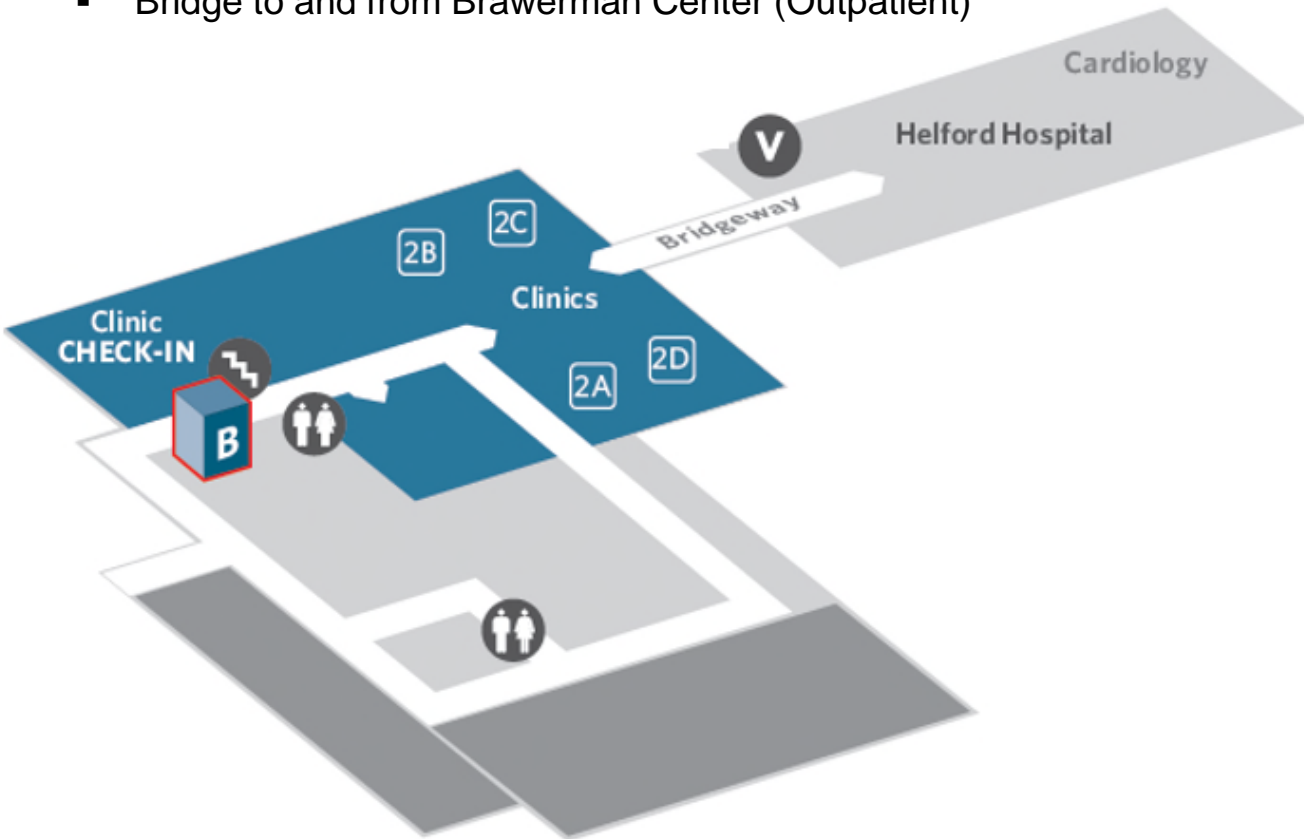 ▪ Bridge to and from Brawerman Center (Outpatient)
Cardiology
Helford Hospital
V
Bridgeway
2C
2B
Clinics
Clinic
CHECK-IN
2D
2A
B